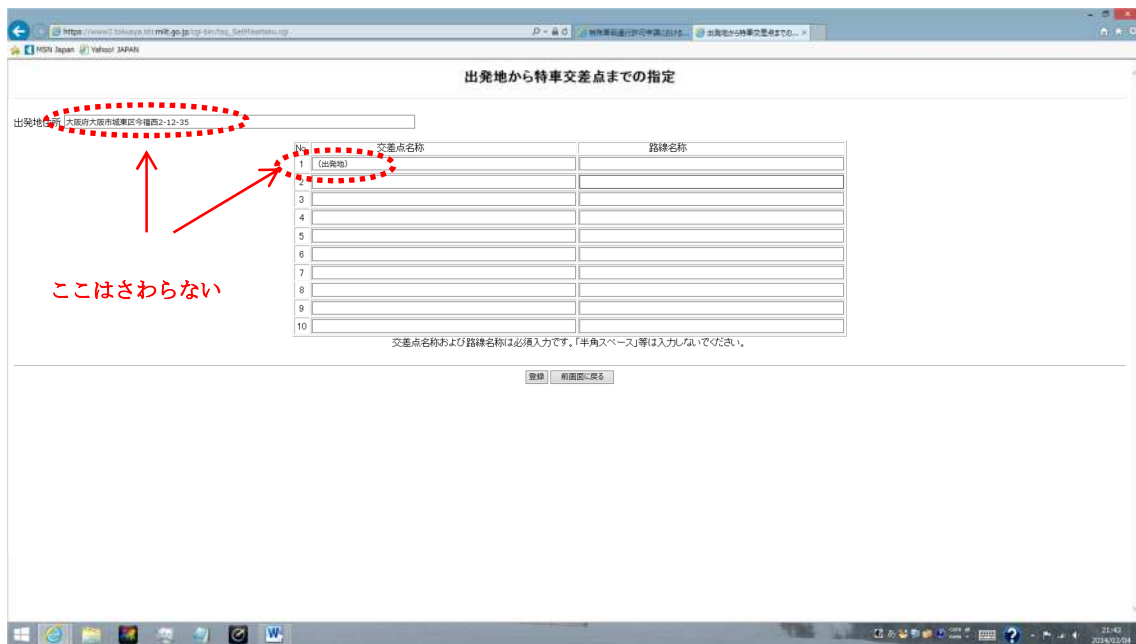 MSN Japan Yahoo! JAPAN
出発地から特車交差点までの指定
出発地住所 大阪府大阪市城東区今福西2-12-35
No 交差点名称 路線名称
1 (出発地)
2
3
4
5
6
7
8
9
10
ここはさわらない
交差点名称および路線名称は必須入力です。「半角スペース」等は入力しないでください。
登録 前画面に戻る
21:42
2014/03/04